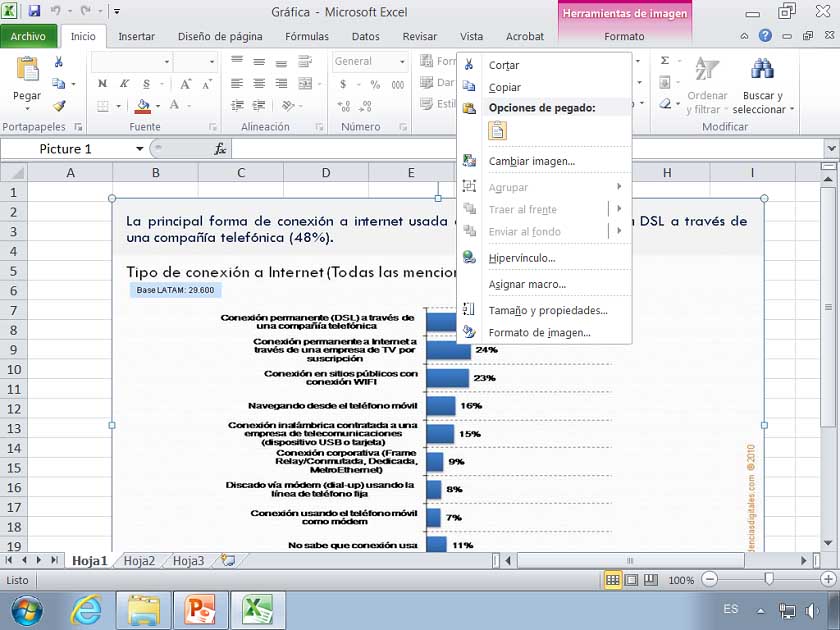 Gráfica - Microsoft Excel
Herramientas de imagen
Archivo Inicio Insertar Diseño de página Fórmulas Datos Revisar Vista Acrobat Formato
Pegar
N K S
A A
A
General
$ % 000
Ordenar y filtrar
Buscar y seleccionar
Portapapeles Fuente Alineación Número Modificar
Picture 1
fx
A B C D E H I
1
2
3
4
5
6
7
8
9
10
11
12
13
14
15
16
17
18
19
Cortar
Copiar
Opciones de pegado:
Cambiar imagen...
Agrupar
Traer al frente
Enviar al fondo
Hipervínculo...
Asignar macro...
Tamaño y propiedades...
Formato de imagen...
La principal forma de conexión a internet usada
DSL a través de
una compañía telefónica (48%).
Tipo de conexión a Internet (Todas las
Base LATAM: 29.600
Conexión permanente (DSL) a través de
una compañía telefónica
Conexión permanente a Internet a
través de una empresa de TV por
suscripción
24%
Conexión en sitios públicos con
conexión WIFI
23%
Navegando desde el teléfono móvil
16%
Conexión inalámbrica contratada a una
empresa de telecomunicaciones
(dispositivo USB o tarjeta)
15%
Conexión corporativa (Frame
Relay/Conmutada, Dedicada,
MetroEthernet)
9%
Discado vía módem (dial-up) usando la
línea de teléfono fija
8%
Conexión usando el teléfono móvil
como módem
7%
No sabe que conexión usa
11%
denciasdigitales.com ®2010
Hoja1 Hoja2 Hoja3
Listo
100%
ES